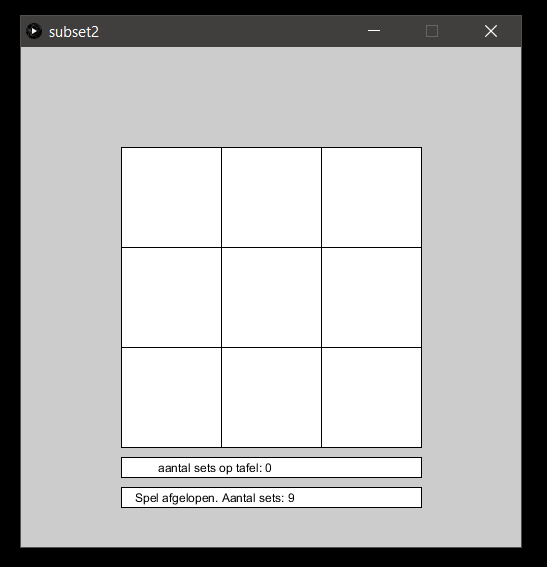 subset2
aantal sets op tafel: 0
Spel afgelopen. Aantal sets: 9